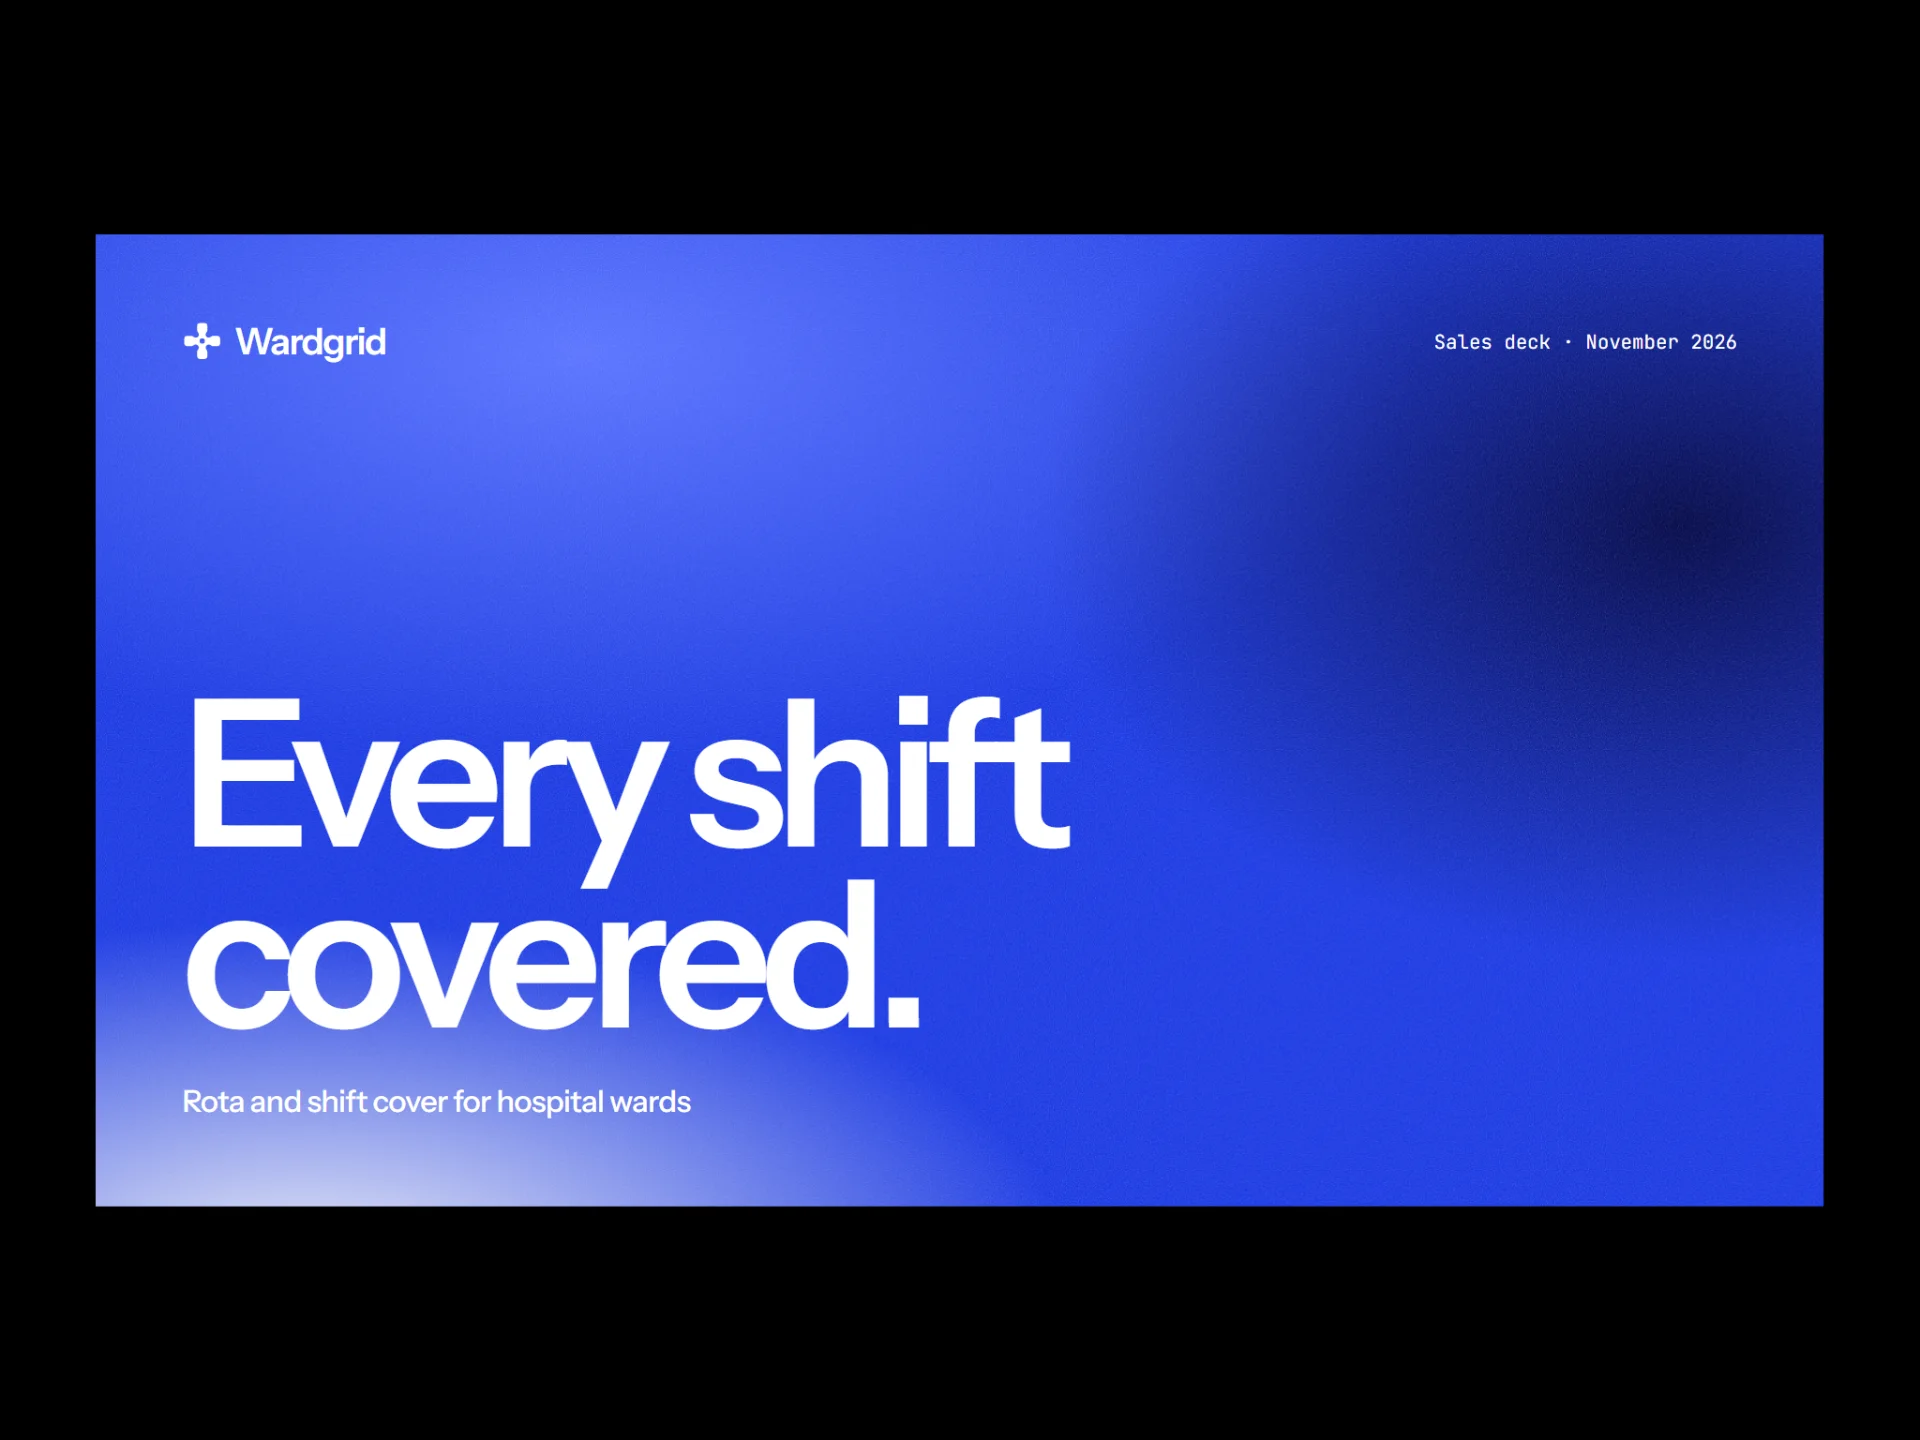 Wardgrid
Sales deck · November 2026
Every shift
covered.
Rota and shift cover for hospital wards